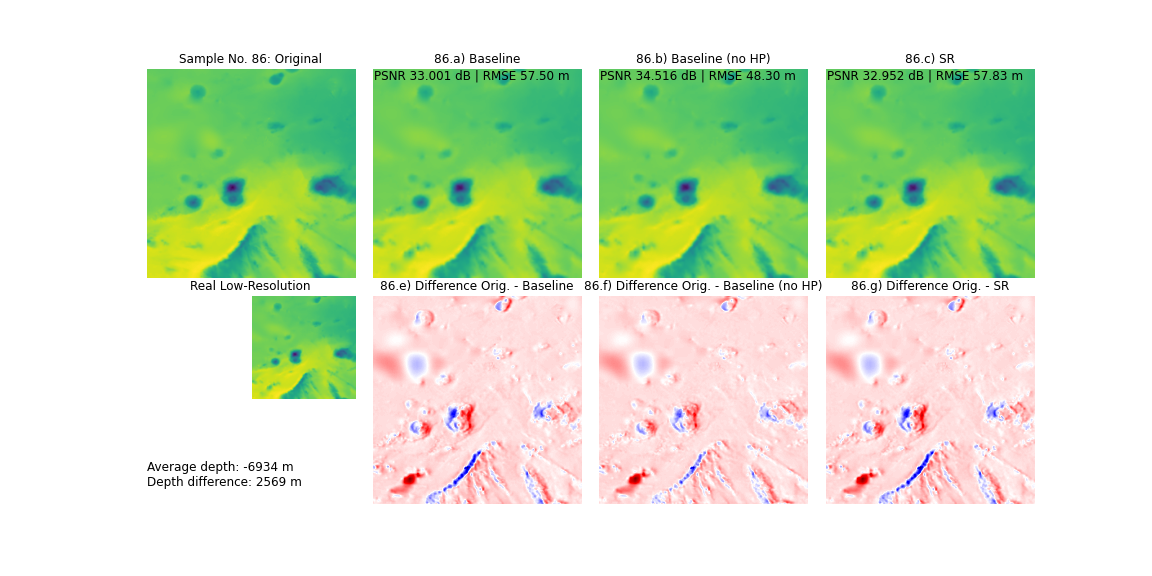 Sample No. 86: Original
86.a) Baseline
86.b) Baseline (no HP)
86.c) SR
PSNR 33.001 dB | RMSE 57.50 m
PSNR 34.516 dB | RMSE 48.30 m
PSNR 32.952 dB | RMSE 57.83 m
Real Low-Resolution
86.e) Difference Orig. - Baseline
86.f) Difference Orig. - Baseline (no HP)
86.g) Difference Orig. - SR
Average depth: -6934 m
Depth difference: 2569 m